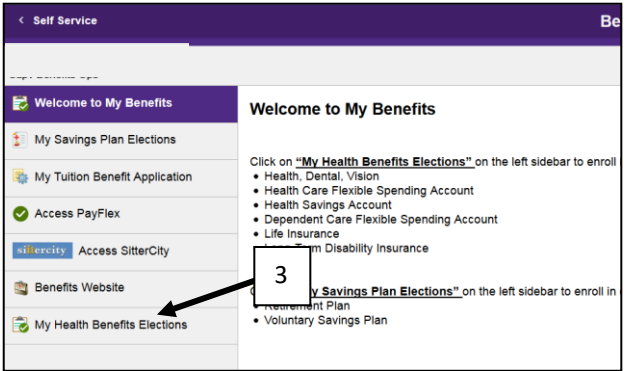 < Self Service
Be
Welcome to My Benefits
My Savings Plan Elections
My Tuition Benefit Application
Access PayFlex
sittercity Access SitterCity
Benefits Website
My Health Benefits Elections
Welcome to My Benefits
Click on "My Health Benefits Elections" on the left sidebar to enroll
• Health, Dental, Vision
• Health Care Flexible Spending Account
• Health Savings Account
• Dependent Care Flexible Spending Account
• Life Insurance
Term Disability Insurance
3
y Savings Plan Elections" on the left sidebar to enroll in
• Retirement Plan
• Voluntary Savings Plan